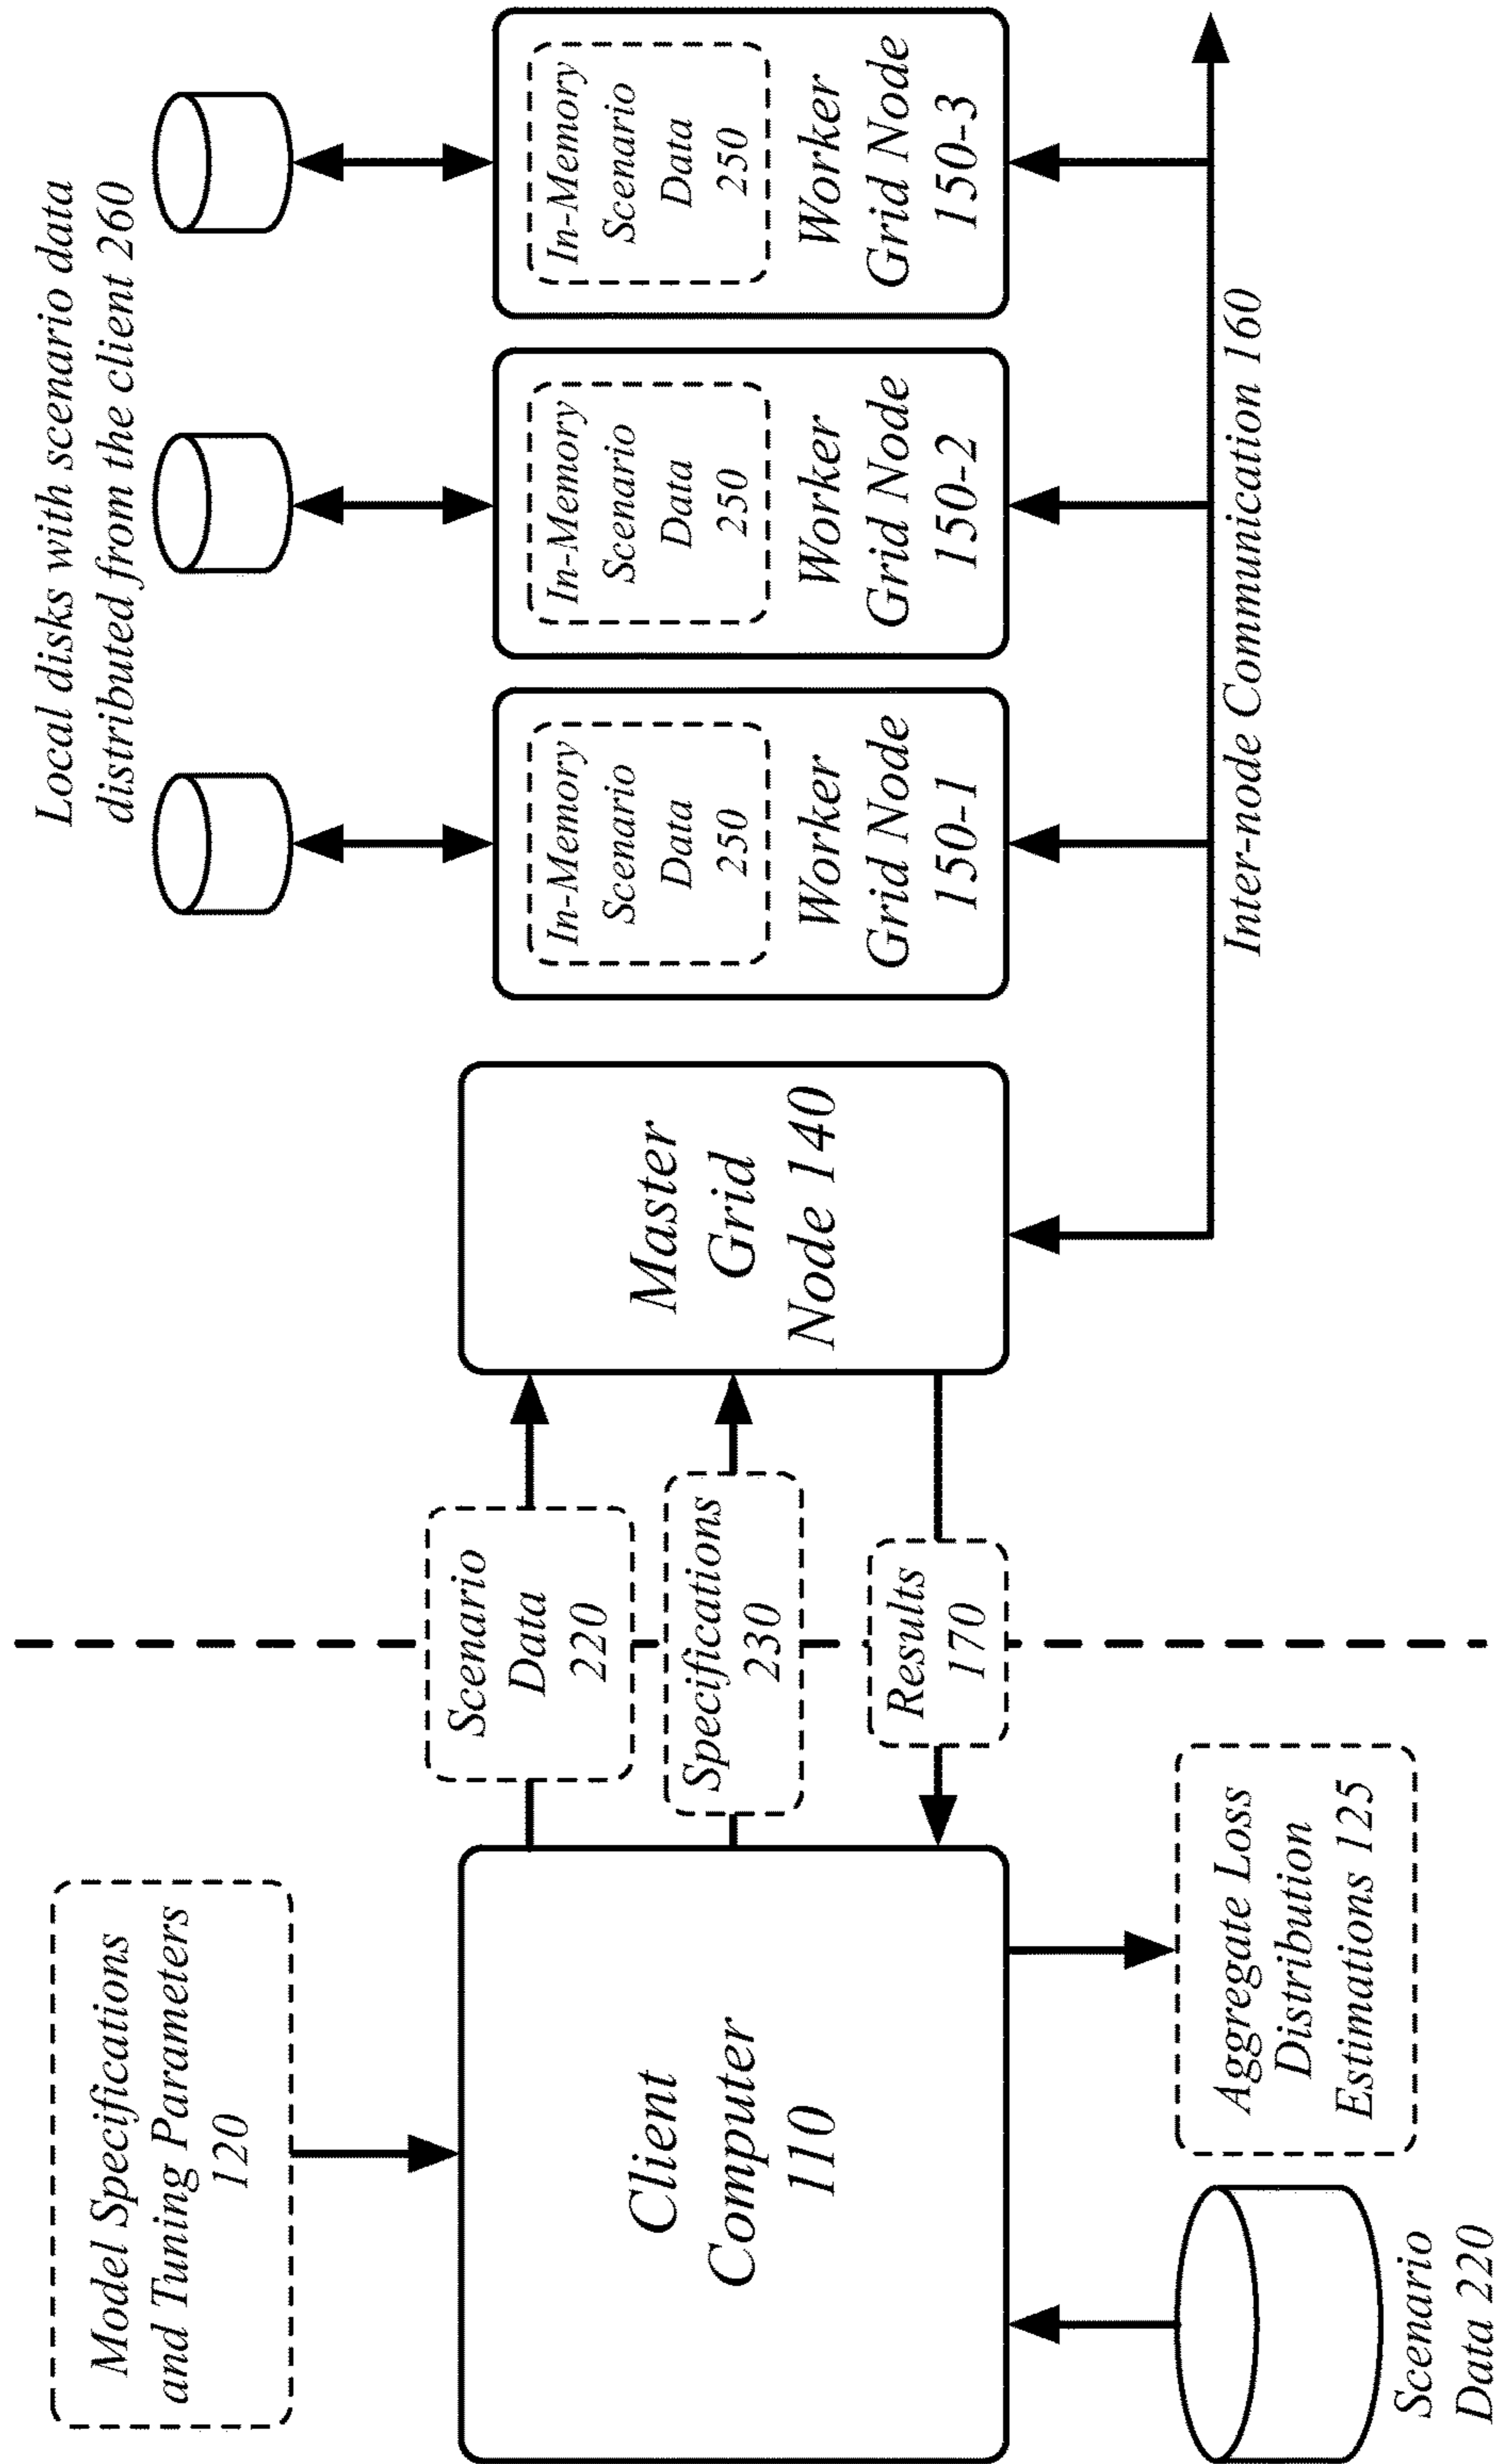 Model Specifications
and Tuning Parameters
120
Client
Computer
110
Scenario
Data 220
Aggregate Loss
Distribution
Estimations 125
Scenario
Data
220
Specifications
230
Results
170
Master
Grid
Node 140
Local disks with scenario data
distributed from the client 260
In-Memory
Scenario
Data
250
Worker
Grid Node
150-1
In-Memory
Scenario
Data
250
Worker
Grid Node
150-2
In-Memory
Scenario
Data
250
Worker
Grid Node
150-3
Inter-node Communication 160